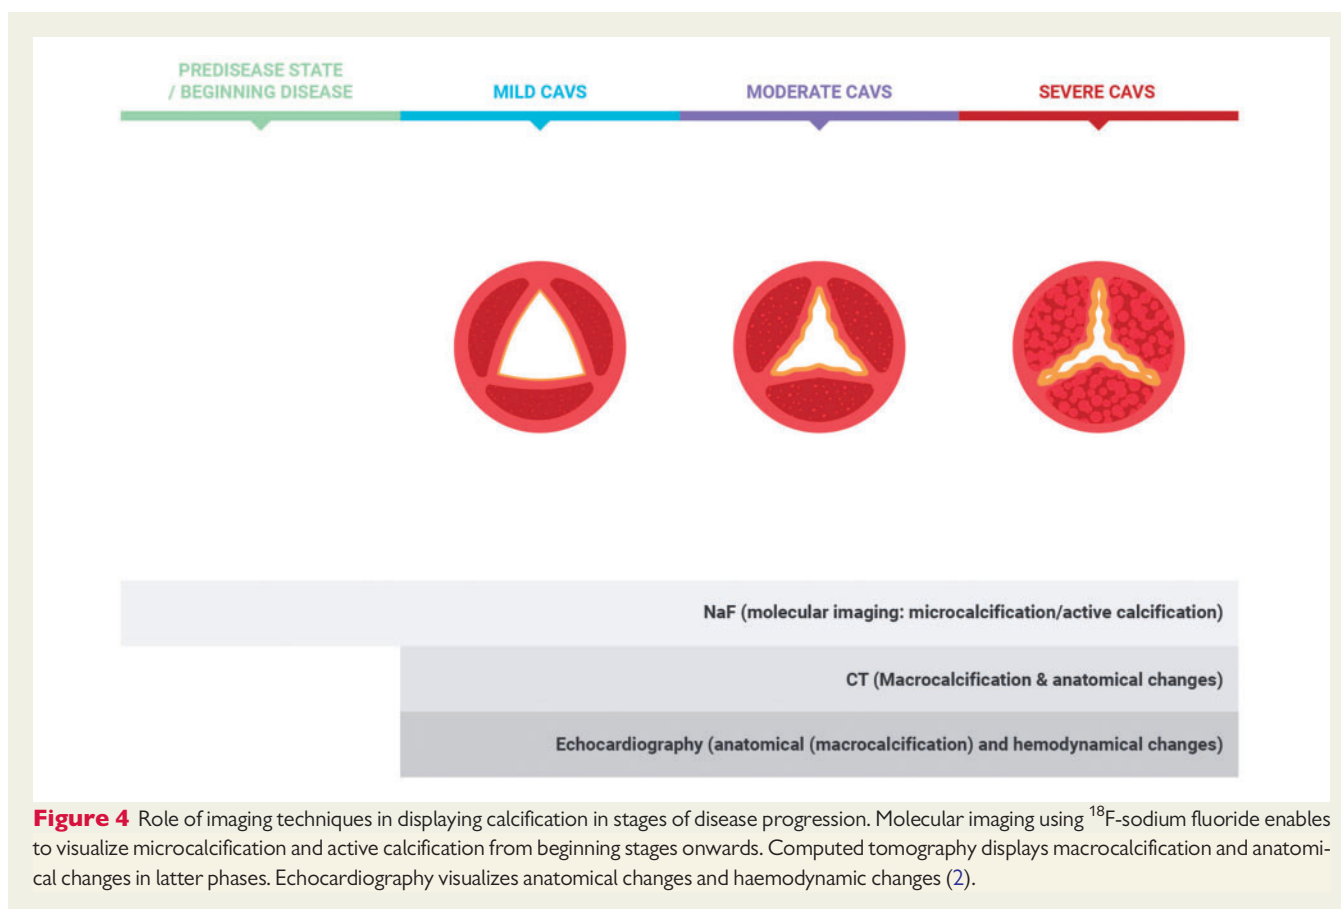 PREDISEASE STATE
/ BEGINNING DISEASE
MILD CAVS
MODERATE CAVS
SEVERE CAVS
NaF (molecular imaging: microcalcification/active calcification)
CT (Macrocalcification & anatomical changes)
Echocardiography (anatomical (macrocalcification) and hemodynamical changes)
Figure 4 Role of imaging techniques in displaying calcification in stages of disease progression. Molecular imaging using 18F-sodium fluoride enables
to visualize microcalcification and active calcification from beginning stages onwards. Computed tomography displays macrocalcification and anatomi-
cal changes in latter phases. Echocardiography visualizes anatomical changes and haemodynamic changes (2).